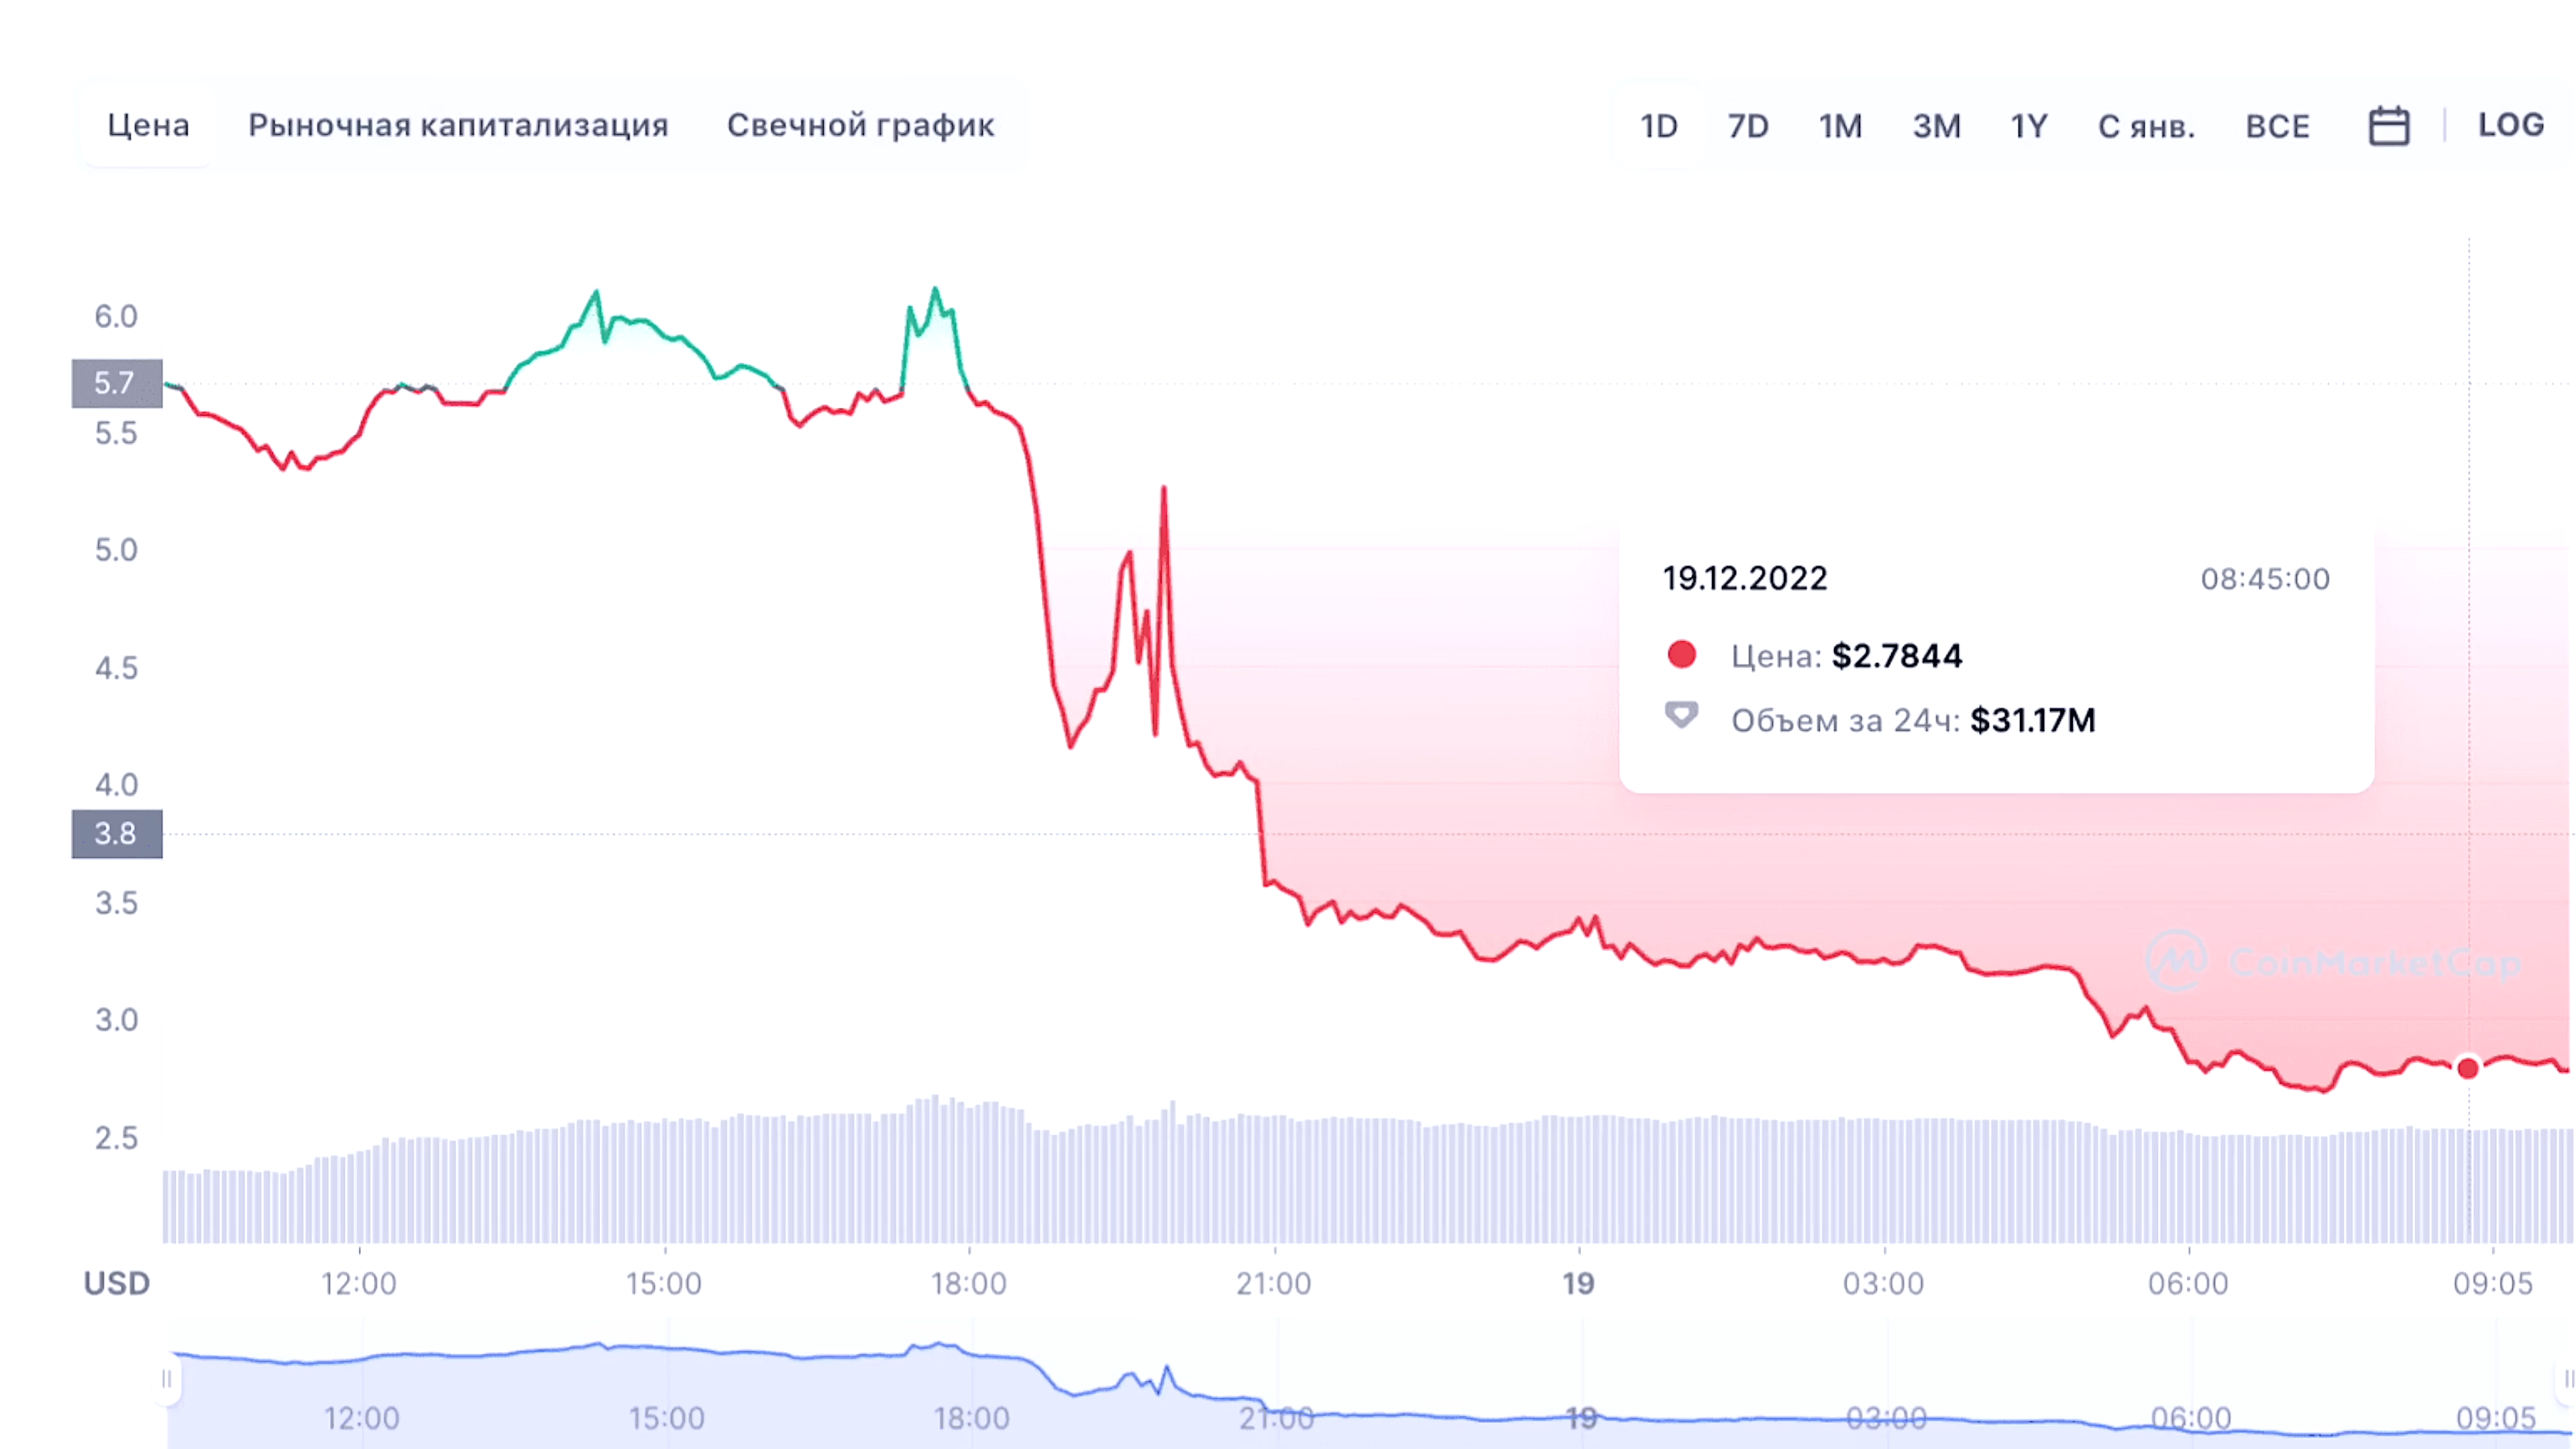 Цена Рыночная капитализация Свечной график 1D 7D 1M 3M 1Y С янв. ВСЕ LOG
6.0
5.7
5.5
5.0
4.5
4.0
3.8
3.5
3.0
2.5
19.12.2022 08:45:00
Цена: $2.7844
Объем за 24ч: $31.17M
CoinMarketCap
USD 12:00 15:00 18:00 21:00 19 03:00 06:00 09:05
12:00 15:00 18:00 21:00 19 03:00 06:00 09:05